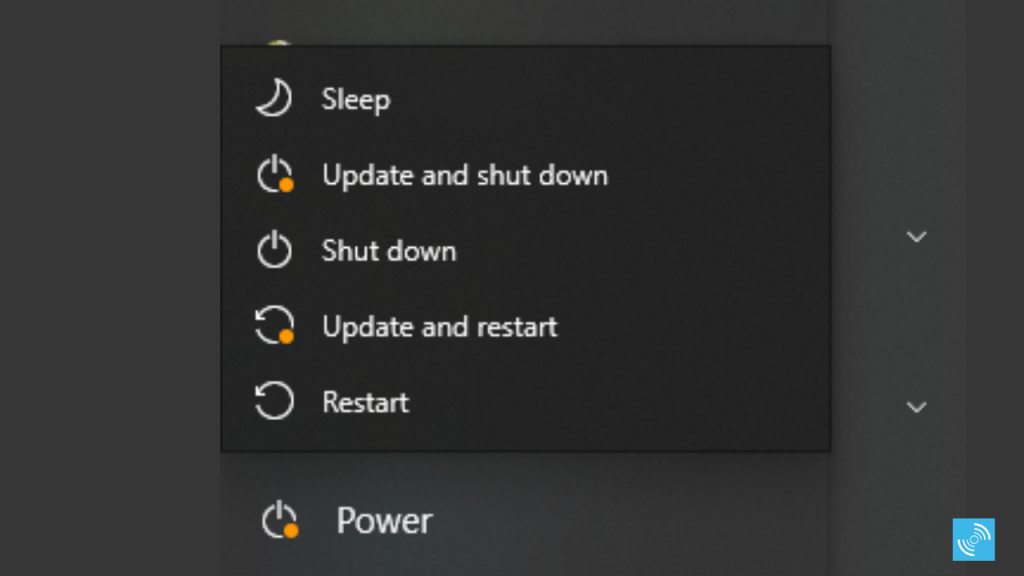 Sleep
Update and shut down
Shut down
Update and restart
Restart
Power